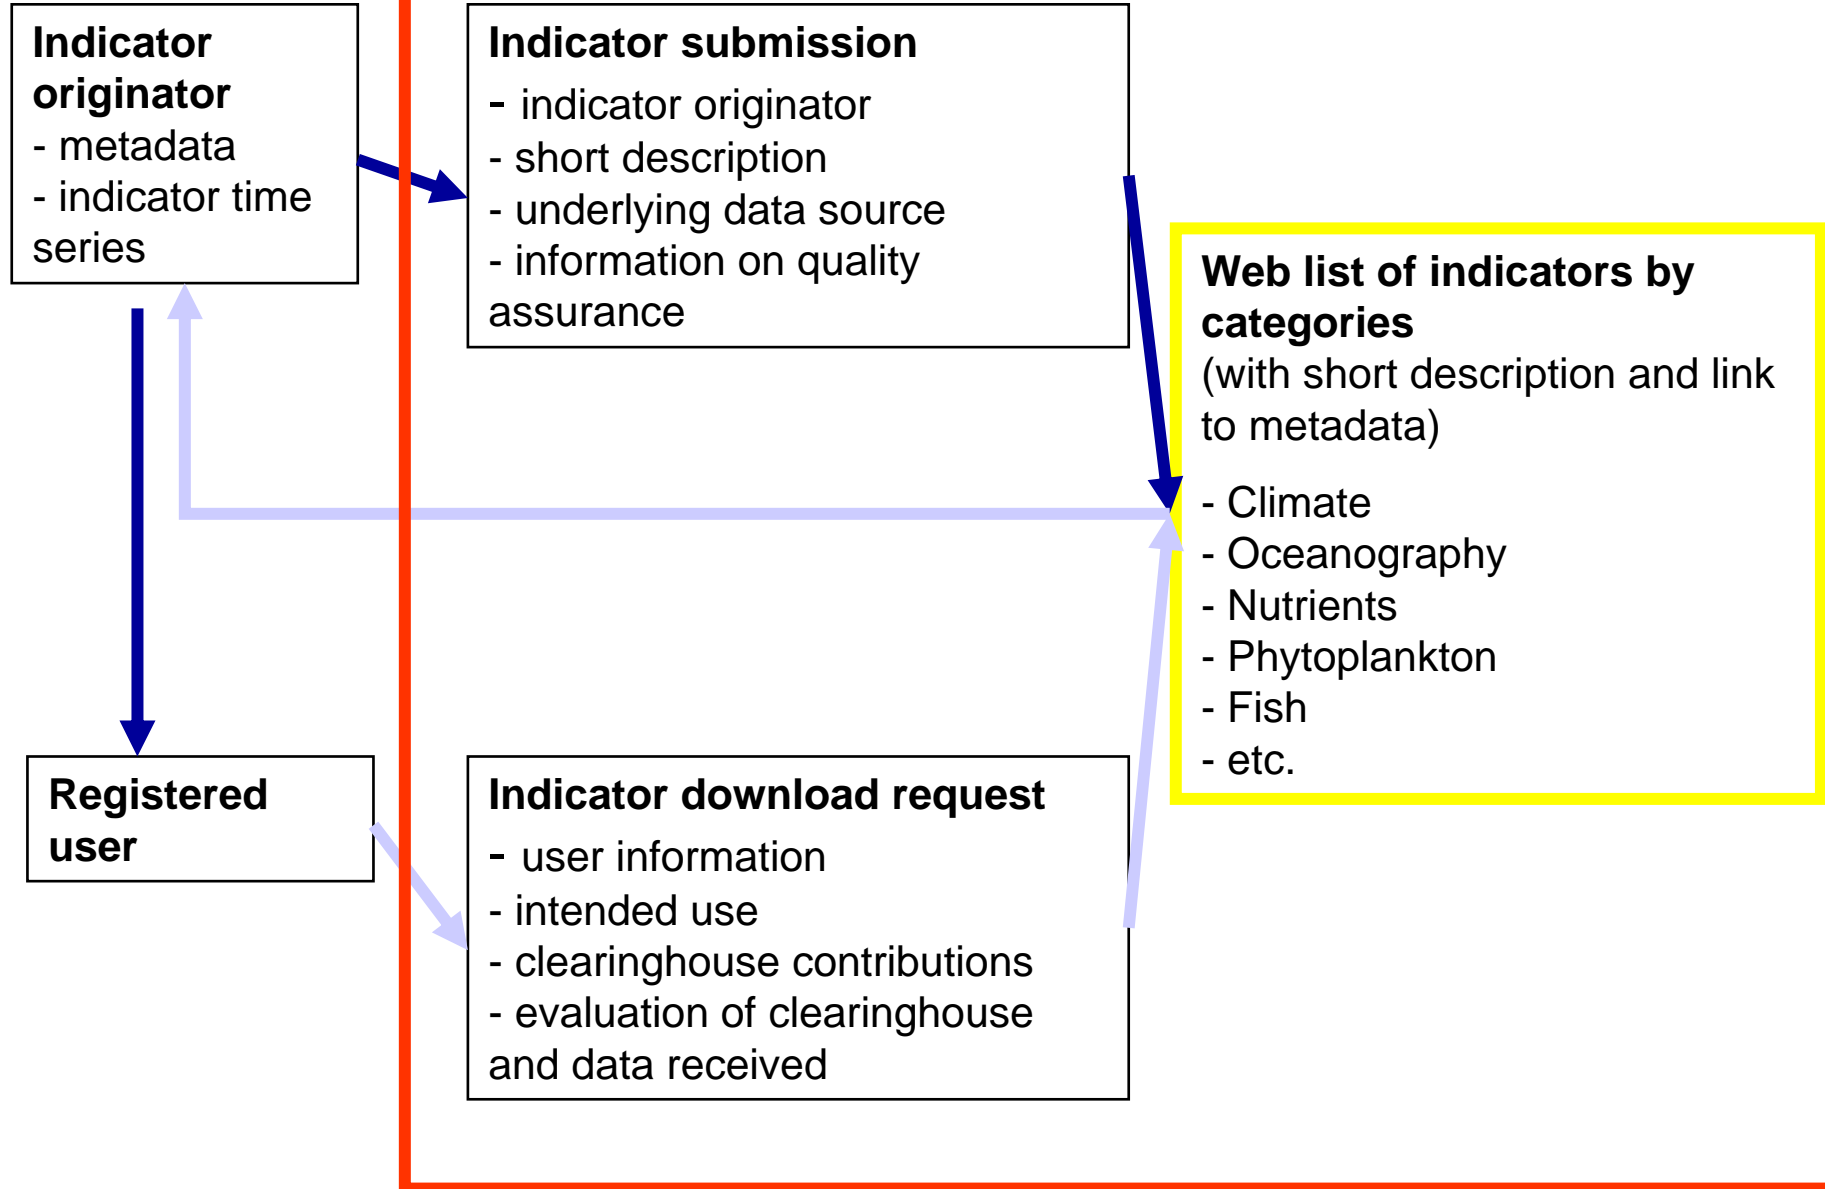 Indicator
originator
- metadata
- indicator time
series
Indicator submission
- indicator originator
- short description
- underlying data source
- information on quality
assurance
Web list of indicators by
categories
(with short description and link
to metadata)
- Climate
- Oceanography
- Nutrients
- Phytoplankton
- Fish
- etc.
Registered
user
Indicator download request
- user information
- intended use
- clearinghouse contributions
- evaluation of clearinghouse
and data received